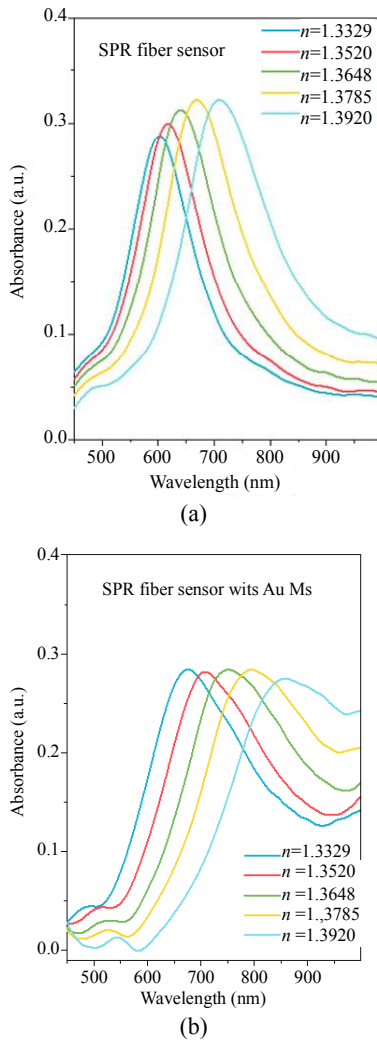 0.4
SPR fiber sensor
n=1.3329
n=1.3520
n=1.3648
n=1.3785
n=1.3920
0.3
0.2
0.1
0.0
Absorbance (a.u.)
500 600 700 800 900
Wavelength (nm)
(a)
0.4
SPR fiber sensor wits Au Ms
0.3
0.2
0.1
0.0
Absorbance (a.u.)
n=1.3329
n=1.3520
n=1.3648
n=1.,3785
n=1.3920
500 600 700 800 900
Wavelength (nm)
(b)